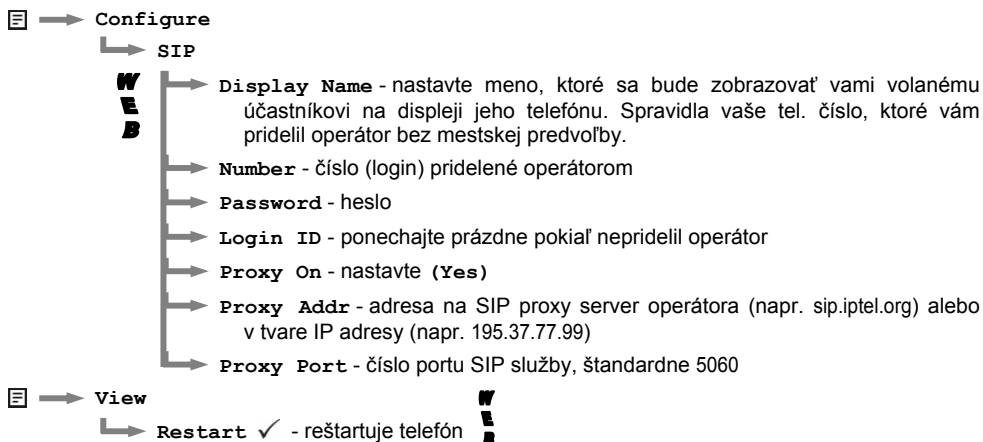 Configure
SIP
WEB
Display Name - nastavte meno, ktoré sa bude zobrazovať vami volanému
účastníkovi na displeji jeho telefónu. Spravidla vaše tel. číslo, ktoré vám
pridelil operátor bez mestskej predvoľby.
Number - číslo (login) pridelené operátorom
Password - heslo
Login ID - ponechajte prázdne pokiaľ nepridelil operátor
Proxy On - nastavte (Yes)
Proxy Addr - adresa na SIP proxy server operátora (napr. sip.iptel.org) alebo
v tvare IP adresy (napr. 195.37.77.99)
Proxy Port - číslo portu SIP služby, štandardne 5060
View
WEB
Restart ✓ - reštartuje telefón